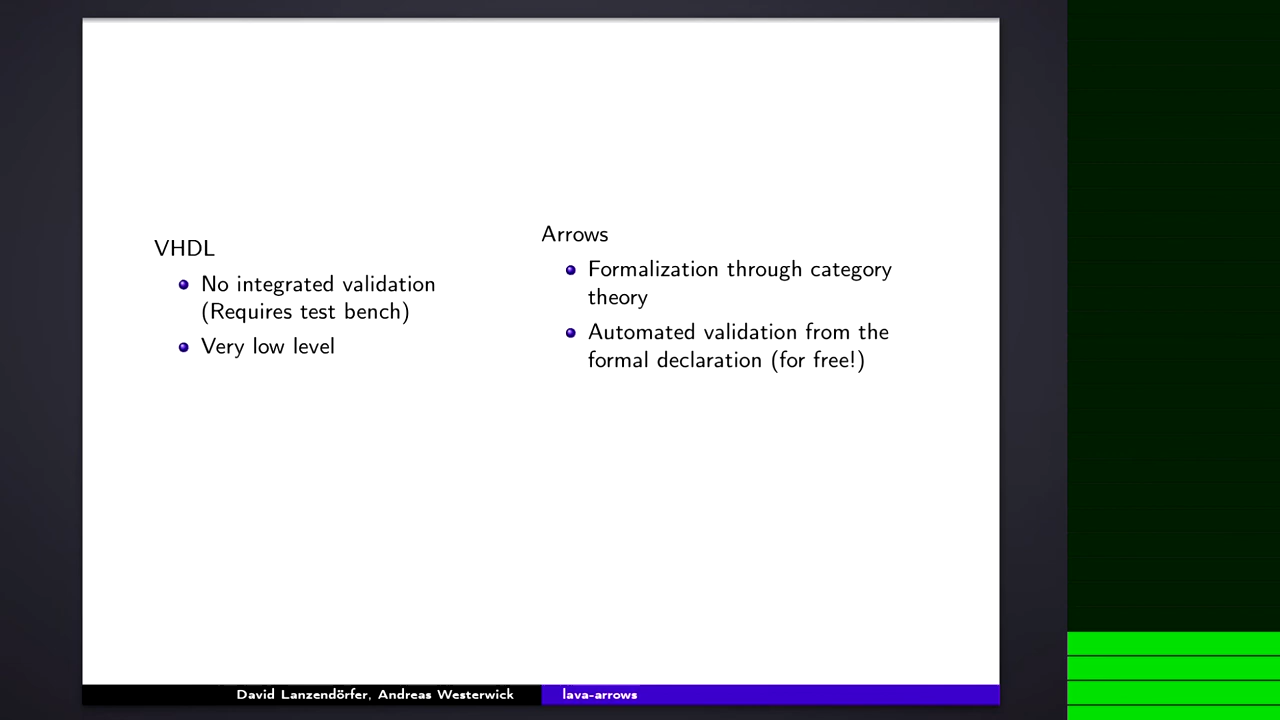 VHDL
No integrated validation
(Requires test bench)
Very low level
Arrows
Formalization through category
theory
Automated validation from the
formal declaration (for free!)
David Lanzendörfer, Andreas Westerwick
lava-arrows